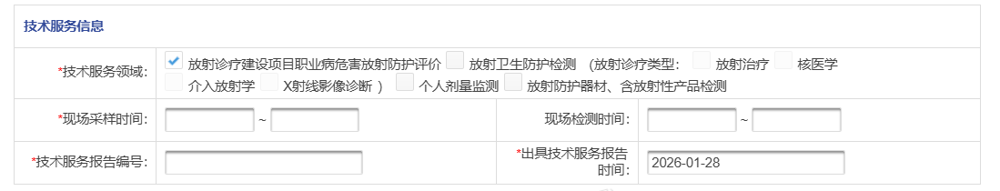 技术服务信息
*技术服务领域： 放射诊疗建设项目职业病危害放射防护评价 放射卫生防护检测 （放射诊疗类型： 放射治疗 核医学
介入放射学 X射线影像诊断 ） 个人剂量监测 放射防护器材、含放射性产品检测
*现场采样时间： ~ 现场检测时间： ~
*技术服务报告编号： *出具技术服务报告
时间： 2026-01-28